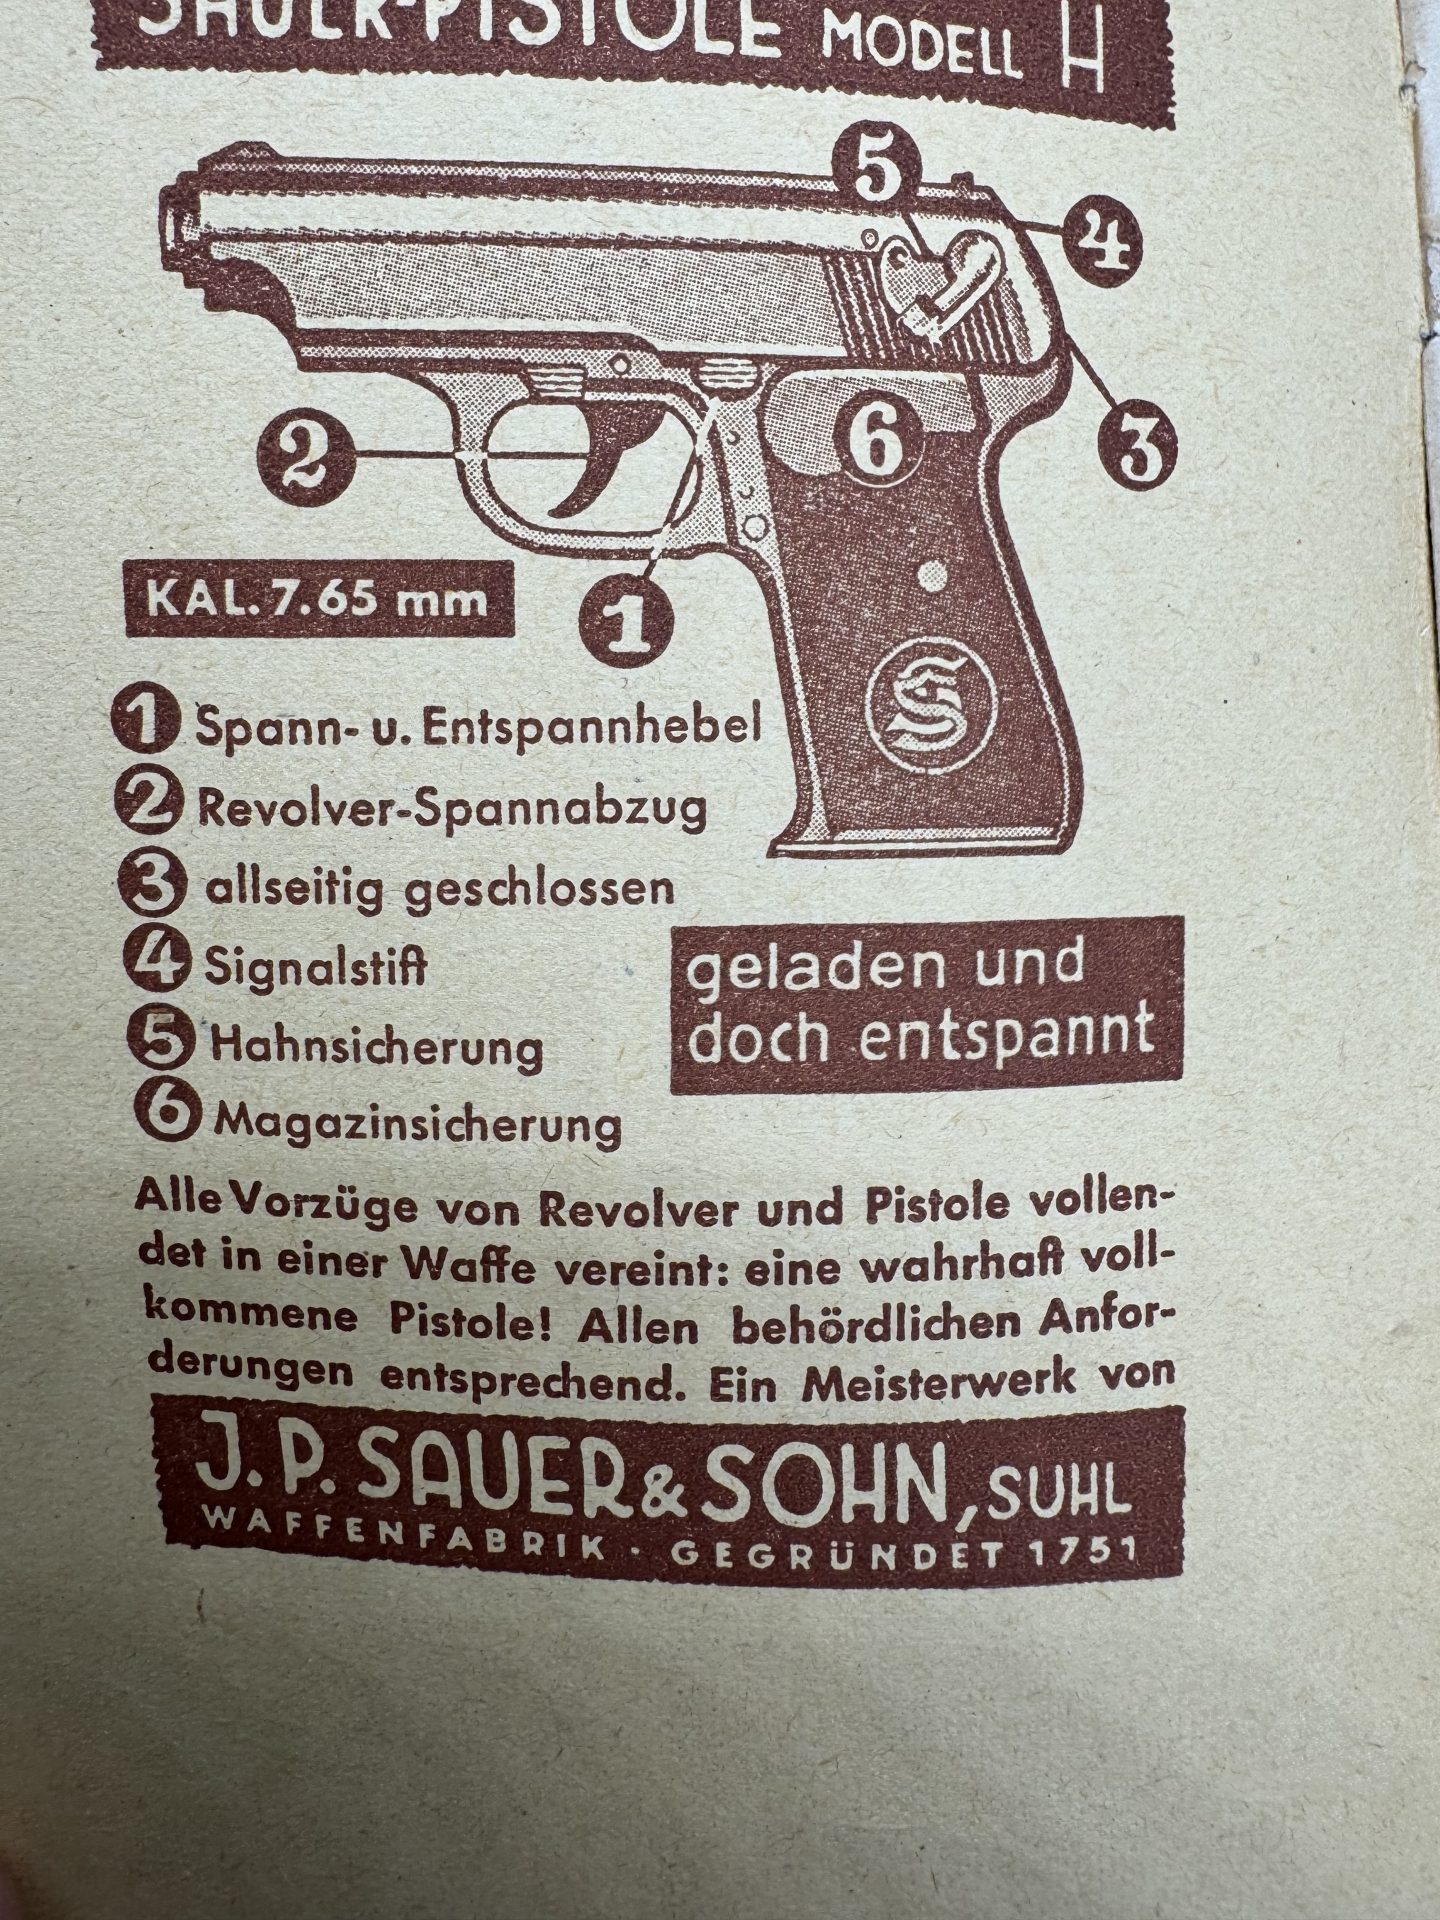 SAUER-PISTOLE MODELL H
5
4
2
6
3
KAL. 7.65 mm
1
S
1 Spann- u. Entspannhebel
2 Revolver-Spannabzug
3 allseitig geschlossen
4 Signalstift
geladen und
doch entspannt
5 Hahnsicherung
6 Magazinsicherung
Alle Vorzüge von Revolver und Pistole vollen-
det in einer Waffe vereint: eine wahrhaft voll-
kommene Pistole! Allen behördlichen Anfor-
derungen entsprechend. Ein Meisterwerk von
J. P. SAUER & SOHN, SUHL
WAFFENFABRIK · GEGRÜNDET 1751